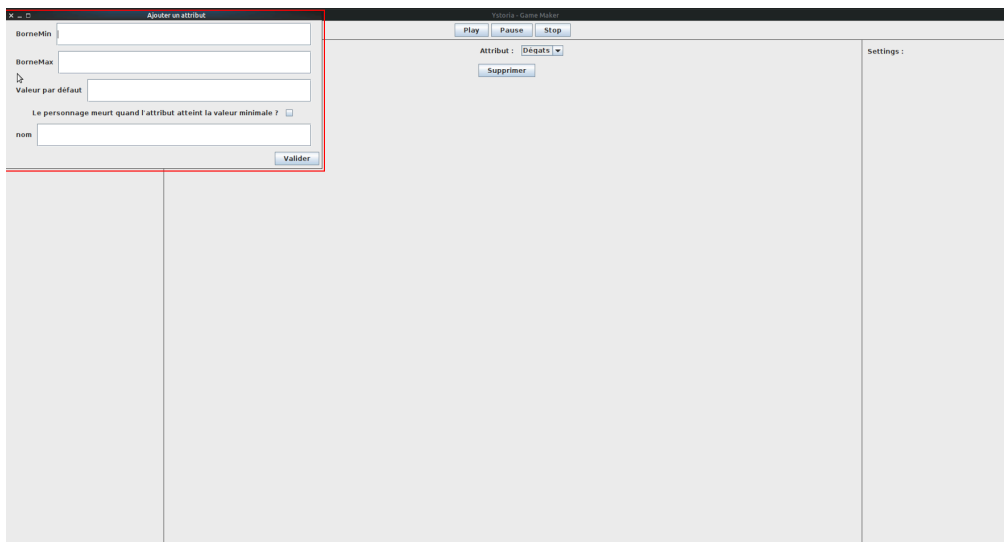 Ajouter un attribut
Ystoria - Game Maker
BorneMin
Play Pause Stop
Attribut : Dégats
Settings :
BorneMax
Supprimer
Valeur par défaut
Le personnage meurt quand l'attribut atteint la valeur minimale ?
nom
Valider